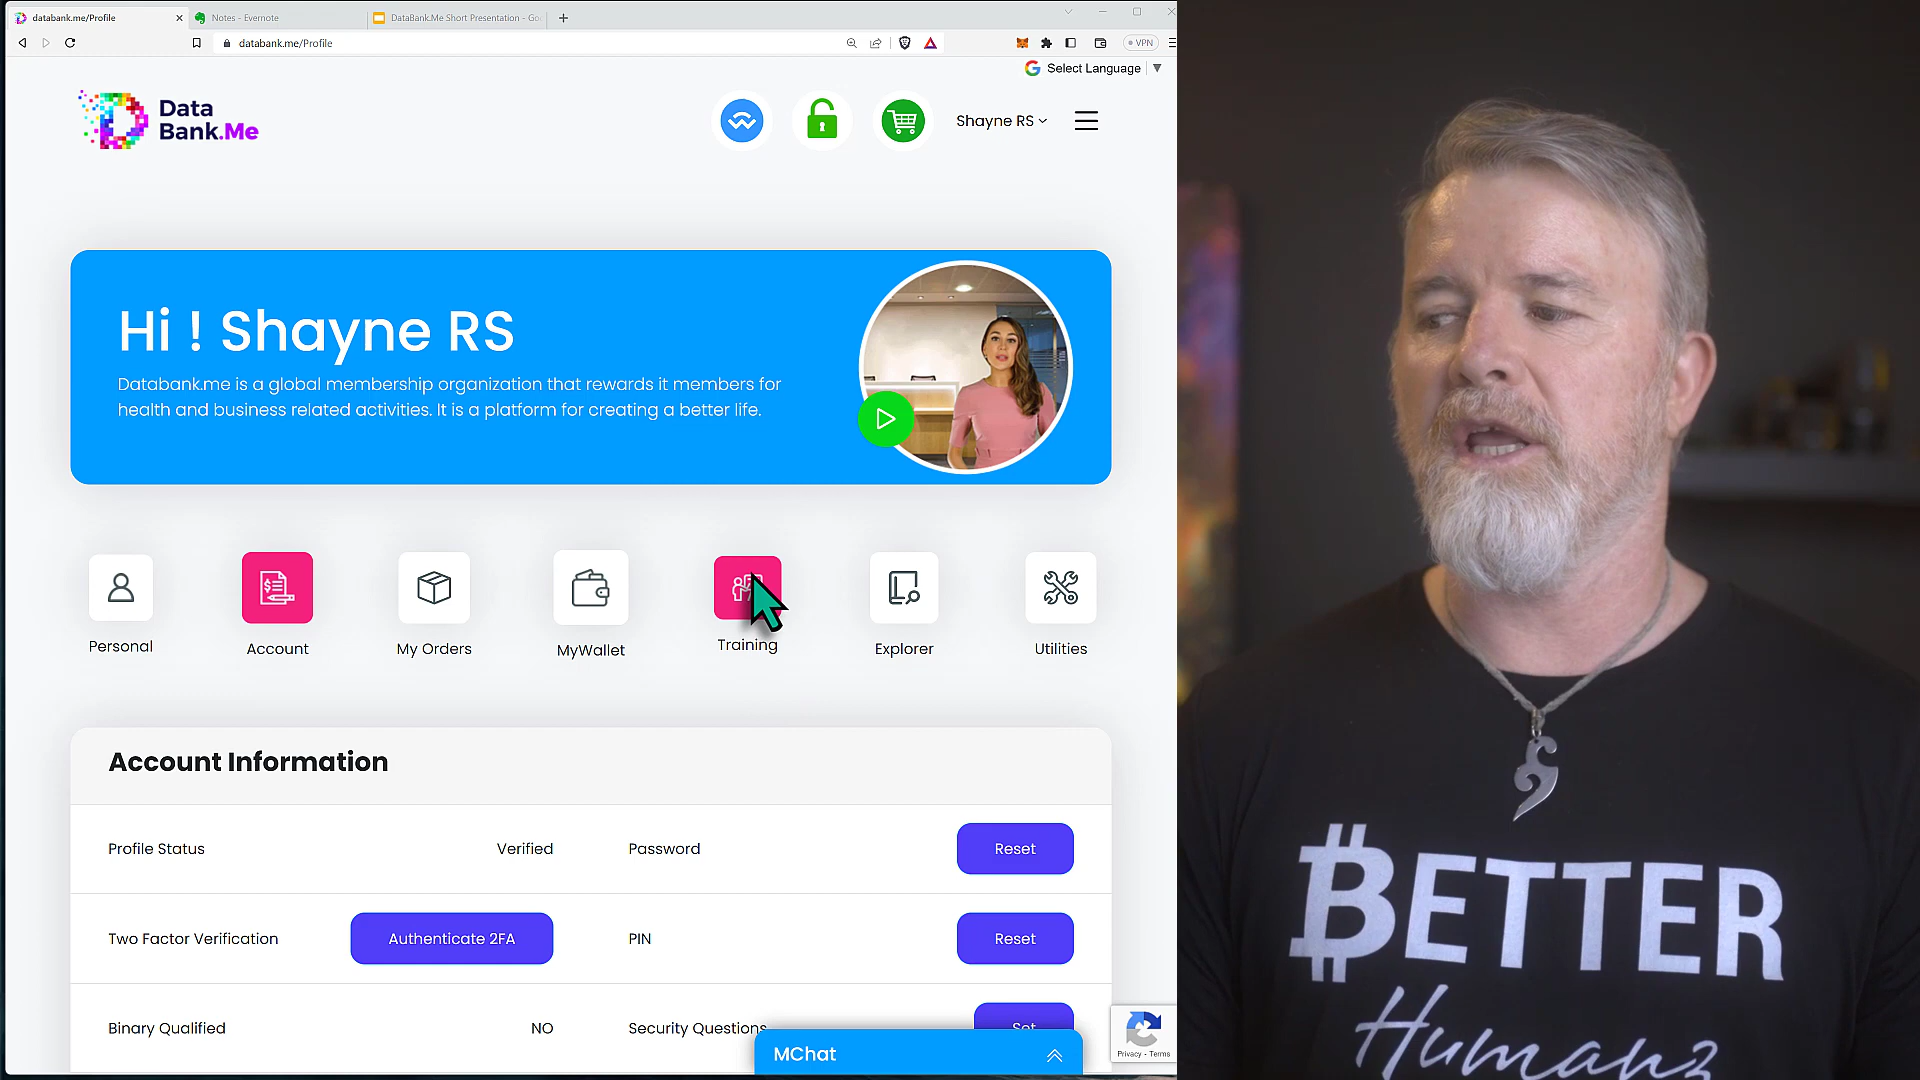 databank.me/Profile
Notes - Evernote
DataBank.Me Short Presentation - Goo
databank.me/Profile
VPN
Select Language
Data
Bank.Me
Shayne RS
Hi ! Shayne RS
Databank.me is a global membership organization that rewards it members for
health and business related activities. It is a platform for creating a better life.
Personal
Account
My Orders
MyWallet
Training
Explorer
Utilities
Account Information
Profile Status
Verified
Password
Reset
Two Factor Verification
Authenticate 2FA
PIN
Reset
Binary Qualified
NO
Security Questions
Set
MChat
Privacy - Terms
BETTER
Humanz